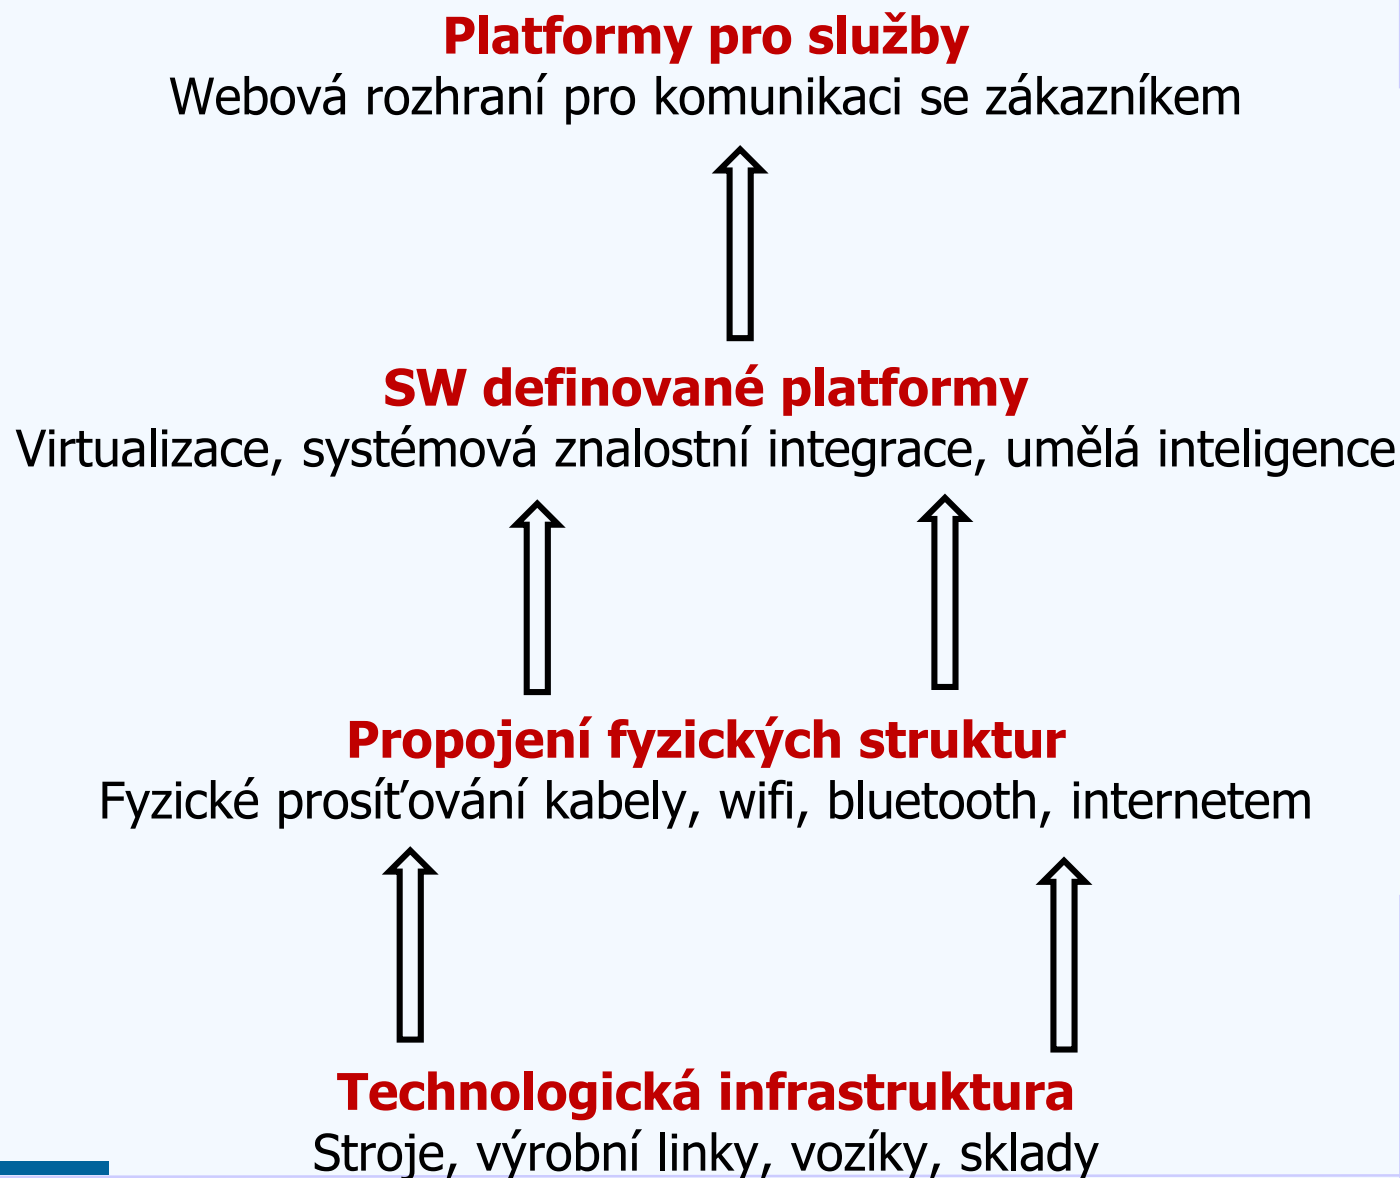 Platformy pro služby
Webová rozhraní pro komunikaci se zákazníkem
SW definované platformy
Virtualizace, systémová znalostní integrace, umělá inteligence
Propojení fyzických struktur
Fyzické prosíťování kabely, wifi, bluetooth, internetem
Technologická infrastruktura
Stroje, výrobní linky, vozíky, sklady